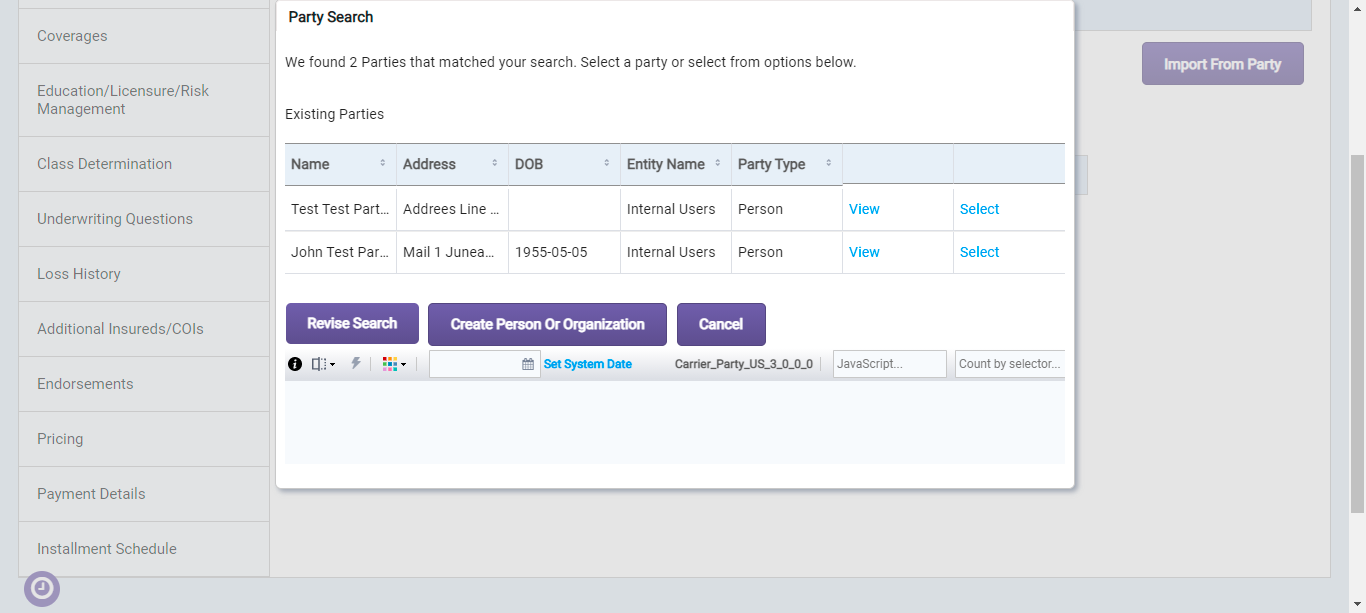 Party Search
We found 2 Parties that matched your search. Select a party or select from options below.
Existing Parties
Name Address DOB Entity Name Party Type
Test Test Part... Addrees Line ... Internal Users Person View Select
John Test Par... Mail 1 Junea... 1955-05-05 Internal Users Person View Select
Revise Search Create Person Or Organization Cancel
Set System Date Carrier_Party_US_3_0_0_0 JavaScript... Count by selector...
Import From Party
Coverages
Education/Licensure/Risk
Management
Class Determination
Underwriting Questions
Loss History
Additional Insureds/COIs
Endorsements
Pricing
Payment Details
Installment Schedule